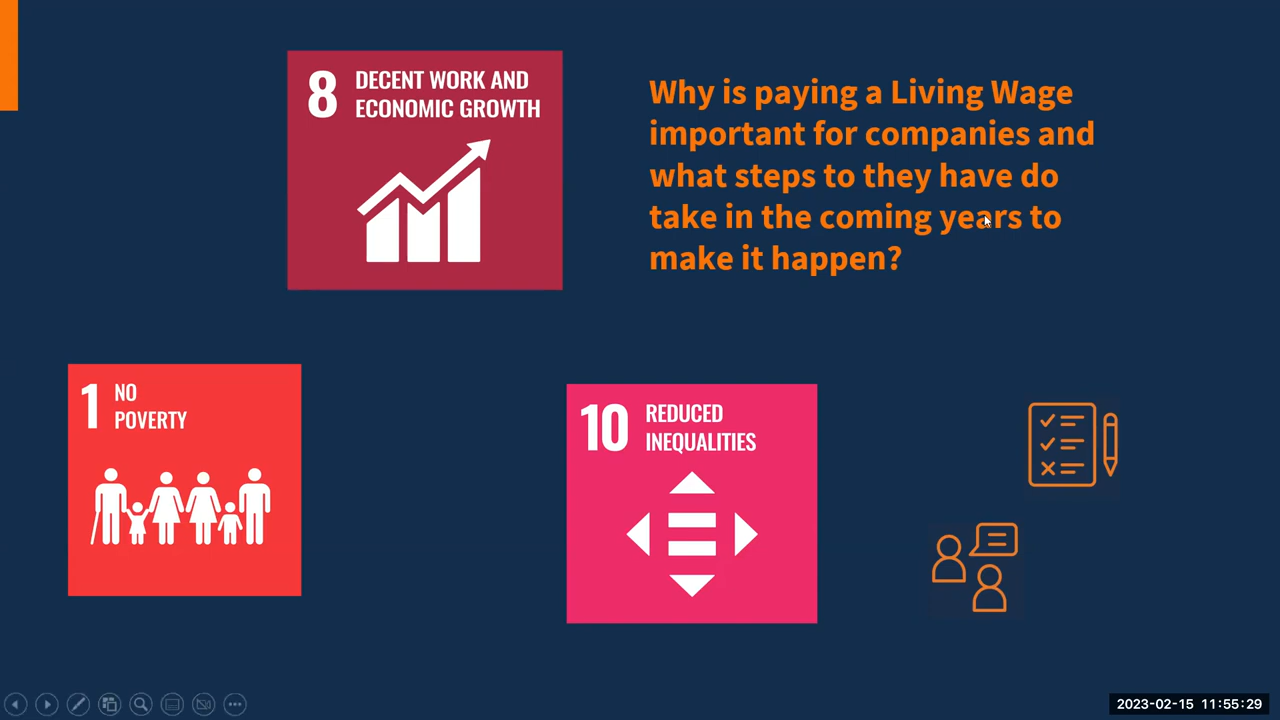 8 DECENT WORK AND
ECONOMIC GROWTH
Why is paying a Living Wage
important for companies and
what steps to they have do
take in the coming years to
make it happen?
1 NO
POVERTY
10 REDUCED
INEQUALITIES
2023-02-15 11:55:29